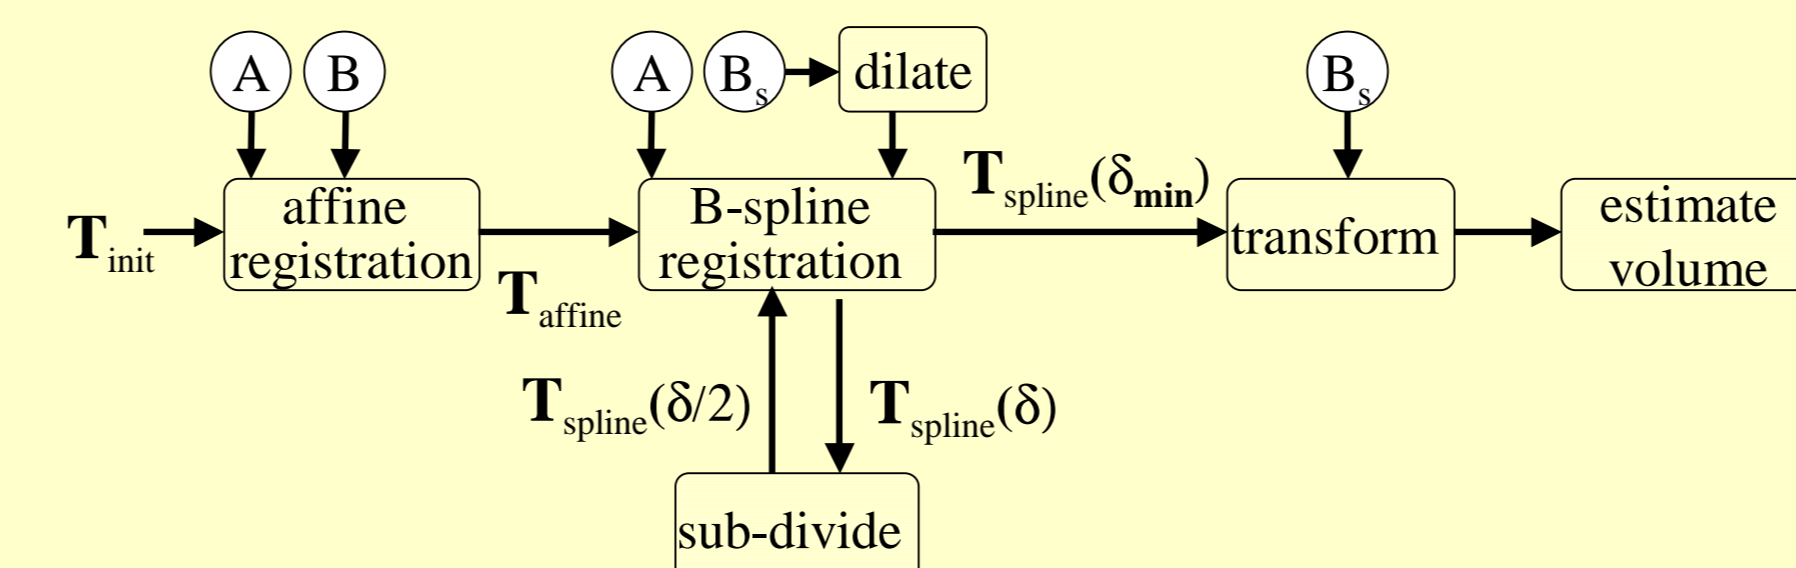 A B A Bs dilate Bs
Tinit affine registration Taffine
B-spline registration
Tspline(δmin)
transform
estimate volume
Tspline(δ/2) Tspline(δ)
sub-divide